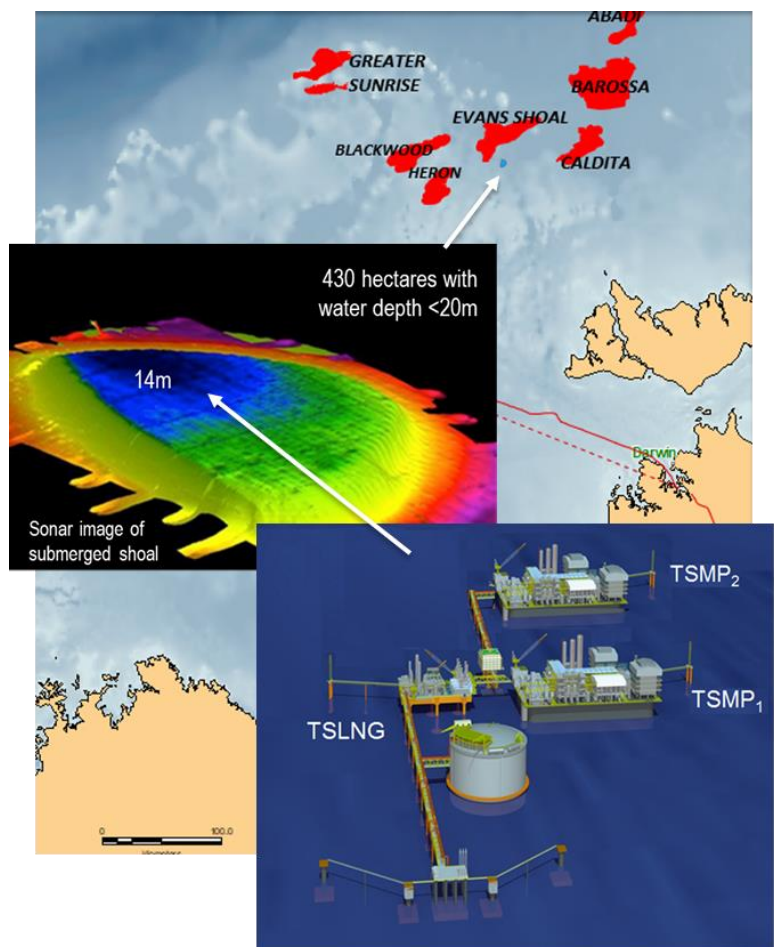 ABADI
GREATER
SUNRISE
BAROSSA
EVANS SHOAL
BLACKWOOD
CALDITA
HERON
430 hectares with
water depth <20m
14m
Darwin
Sonar image of
submerged shoal
TSMP₂
TSMP₁
TSLNG
0 100.0